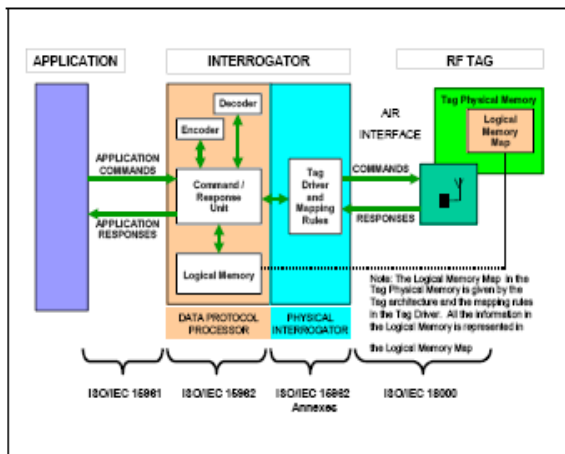 APPLICATION
INTERROGATOR
RF TAG
Decoder
Encoder
Tag Physical Memory
Logical
Memory
Map
AIR
INTERFACE
APPLICATION
COMMANDS
Command /
Response
Unit
Tag
Driver
and
Mapping
Rules
COMMANDS
APPLICATION
RESPONSES
RESPONSES
Logical Memory
Note: The Logical Memory Map in the
Tag Physical Memory is given by the
Tag architecture and the mapping rules
in the Tag Driver. All the information
in the Logical Memory is represented in
the Logical Memory Map
DATA PROTOCOL
PROCESSOR
PHYSICAL
INTERROGATOR
ISO/IEC 15961
ISO/IEC 15962
ISO/IEC 15962
Annexes
ISO/IEC 18000